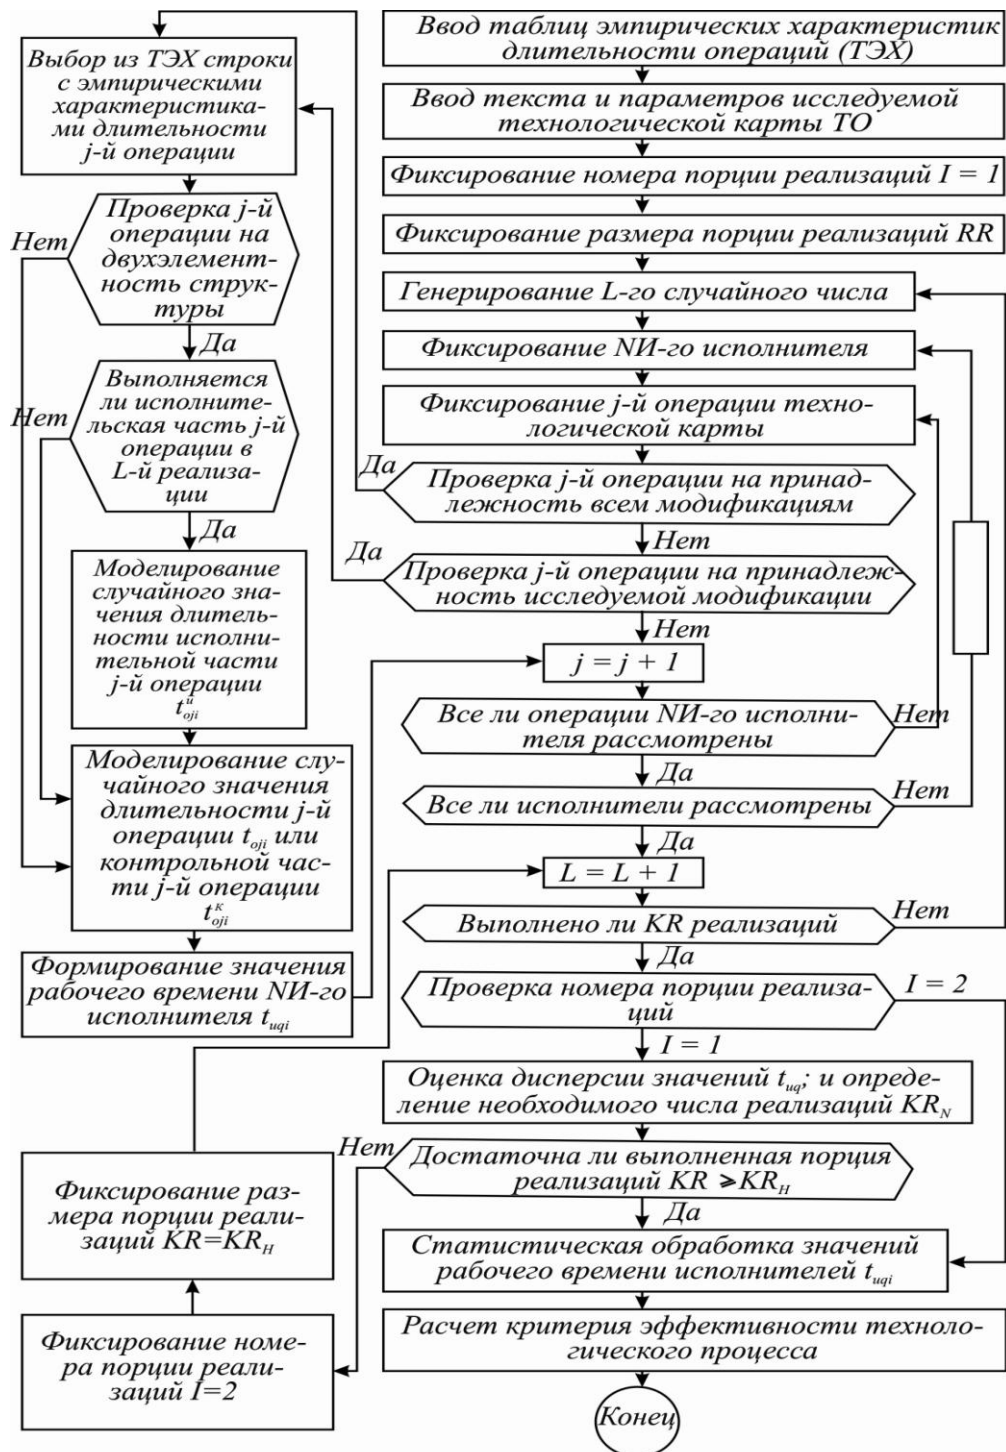 Ввод таблиц эмпирических характеристик
длительности операций (ТЭХ)
Ввод текста и параметров исследуемой
технологической карты ТО
Фиксирование номера порции реализаций I = 1
Фиксирование размера порции реализаций RR
Генерирование L-го случайного числа
Фиксирование NИ-го исполнителя
Фиксирование j-й операции техно-
логической карты
Да
Проверка j-й операции на принад-
лежность всем модификациям
Нет
Да
Проверка j-й операции на принадлеж-
ность исследуемой модификации
Нет
j = j + 1
Все ли операции NИ-го исполни-
теля рассмотрены
Нет
Да
Все ли исполнители рассмотрены
Нет
Да
L = L + 1
Выполнено ли KR реализаций
Нет
Да
Проверка номера порции реализа-
ций
I = 2
I = 1
Оценка дисперсии значений t_uq; и опреде-
ление необходимого числа реализаций KR_N
Нет
Достаточна ли выполненная порция
реализаций KR ⩾KR_H
Да
Статистическая обработка значений
рабочего времени исполнителей t_uqi
Расчет критерия эффективности техноло-
гического процесса
Конец
Выбор из ТЭХ строки
с эмпирическими
характеристика-
ми длительности
j-й операции
Нет
Проверка j-й
операции на
двухэлемент-
ность струк-
туры
Да
Нет
Выполняется
ли исполните-
льская часть j-й
операции в
L-й реализа-
ции
Да
Моделирование
случайного зна-
чения длитель-
ности исполни-
тельной части
j-й операции
t^u_oji
Моделирование слу-
чайного значения
длительности j-й
операции t_oji или
контрольной час-
ти j-й операции
t^к_oji
Формирование значения
рабочего времени NИ-го
исполнителя t_uqi
Фиксирование раз-
мера порции реали-
заций KR=KR_H
Фиксирование номе-
ра порции реали-
заций I=2